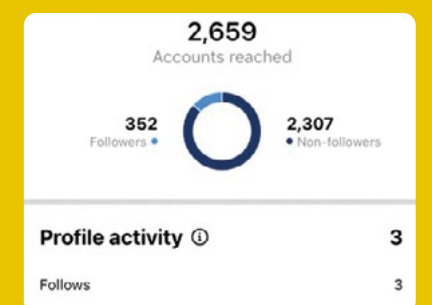 2,659
Accounts reached
352
Followers
2,307
Non-followers
Profile activity
3
Follows
3